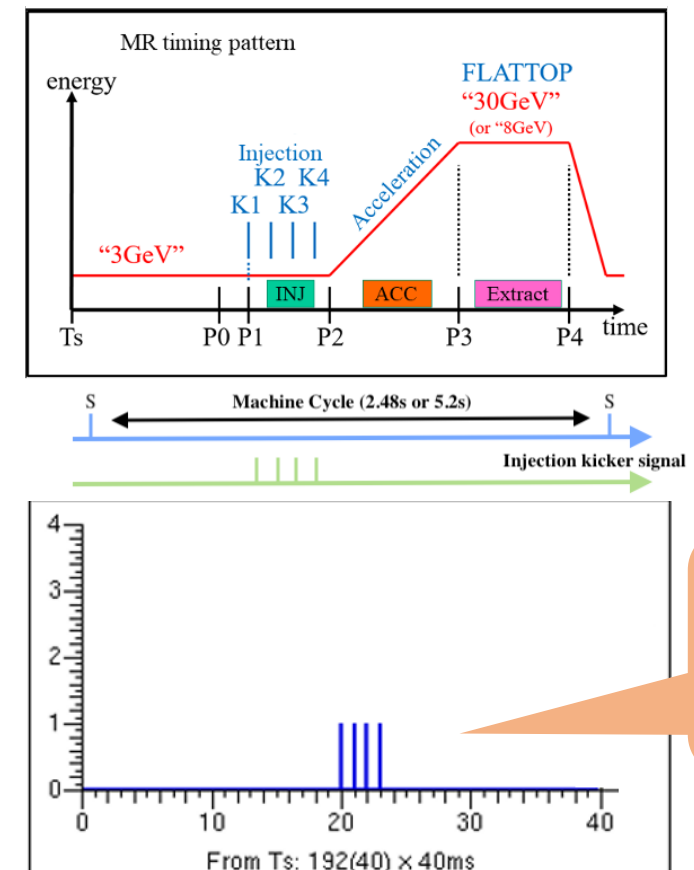 MR timing pattern
energy
FLATTOP
“30GeV”
(or “8GeV)
Acceleration
Injection
K2 K4
K1 K3
“3GeV”
INJ
ACC
Extract
Ts
P0 P1
P2
P3
P4
time
S
Machine Cycle (2.48s or 5.2s)
S
Injection kicker signal
4
3
2
1
0
0 10 20 30 40
From Ts: 192(40) × 40ms